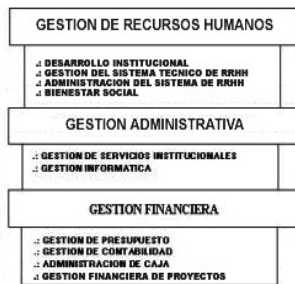 GESTION DE RECURSOS HUMANOS
.: DESARROLLO INSTITUCIONAL
.: GESTION DEL SISTEMA TECNICO DE RRHH
.: ADMINISTRACION DEL SISTEMA DE RRHH
.: BIENESTAR SOCIAL
GESTION ADMINISTRATIVA
.: GESTION DE SERVICIOS INSTITUCIONALES
.: GESTION INFORMATICA
GESTION FINANCIERA
.: GESTION DE PRESUPUESTO
.: GESTION DE CONTABILIDAD
.: ADMINISTRACION DE CAJA
.: GESTION FINANCIERA DE PROYECTOS